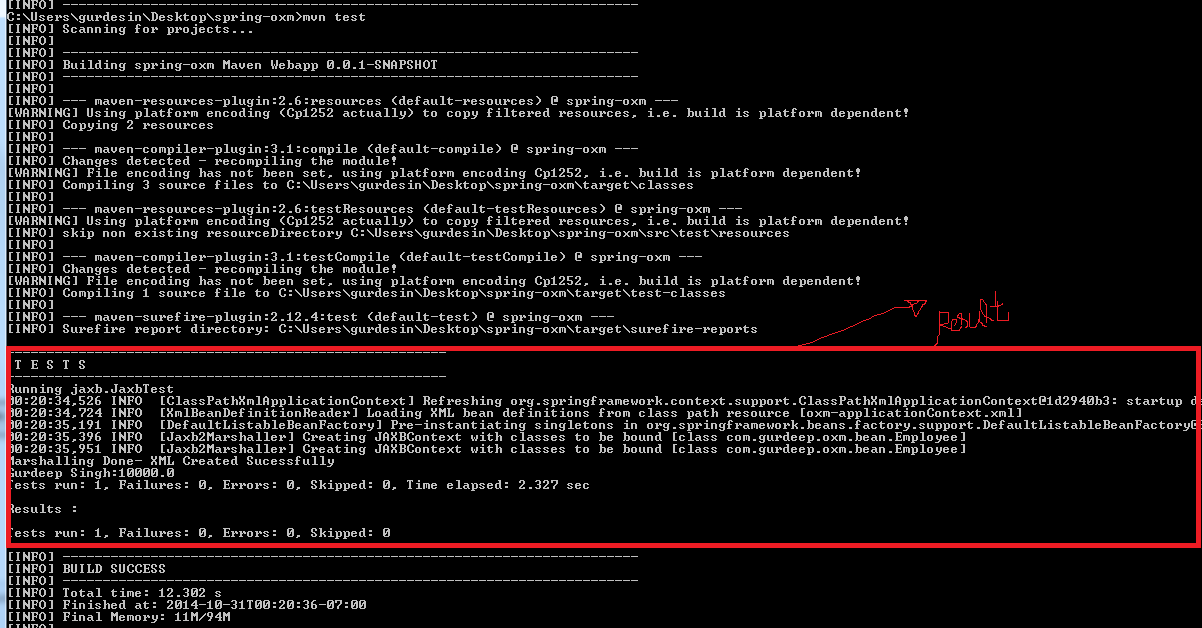 [INFO] ------------------------------------------------------------------------
C:\Users\gurdesin\Desktop\spring-oxm>mvn test
[INFO] Scanning for projects...
[INFO]
[INFO] ------------------------------------------------------------------------
[INFO] Building spring-oxm Maven Webapp 0.0.1-SNAPSHOT
[INFO] ------------------------------------------------------------------------
[INFO]
[INFO] --- maven-resources-plugin:2.6:resources (default-resources) @ spring-oxm ---
[WARNING] Using platform encoding (Cp1252 actually) to copy filtered resources, i.e. build is platform dependent!
[INFO] Copying 2 resources
[INFO]
[INFO] --- maven-compiler-plugin:3.1:compile (default-compile) @ spring-oxm ---
[INFO] Changes detected - recompiling the module!
[WARNING] File encoding has not been set, using platform encoding Cp1252, i.e. build is platform dependent!
[INFO] Compiling 3 source files to C:\Users\gurdesin\Desktop\spring-oxm\target\classes
[INFO]
[INFO] --- maven-resources-plugin:2.6:testResources (default-testResources) @ spring-oxm ---
[WARNING] Using platform encoding (Cp1252 actually) to copy filtered resources, i.e. build is platform dependent!
[INFO] skip non existing resourceDirectory C:\Users\gurdesin\Desktop\spring-oxm\src\test\resources
[INFO]
[INFO] --- maven-compiler-plugin:3.1:testCompile (default-testCompile) @ spring-oxm ---
[INFO] Changes detected - recompiling the module!
[WARNING] File encoding has not been set, using platform encoding Cp1252, i.e. build is platform dependent!
[INFO] Compiling 1 source file to C:\Users\gurdesin\Desktop\spring-oxm\target\test-classes
[INFO]
[INFO] --- maven-surefire-plugin:2.12.4:test (default-test) @ spring-oxm ---
[INFO] Surefire report directory: C:\Users\gurdesin\Desktop\spring-oxm\target\surefire-reports
Result
-------------------------------------------------------
T E S T S
-------------------------------------------------------
Running jaxb.JaxbTest
00:20:34,526 INFO  [ClassPathXmlApplicationContext] Refreshing org.springframework.context.support.ClassPathXmlApplicationContext@1d2940b3: startup d
00:20:34,724 INFO  [XmlBeanDefinitionReader] Loading XML bean definitions from class path resource [oxm-applicationContext.xml]
00:20:35,191 INFO  [DefaultListableBeanFactory] Pre-instantiating singletons in org.springframework.beans.factory.support.DefaultListableBeanFactory@
00:20:35,396 INFO  [Jaxb2Marshaller] Creating JAXBContext with classes to be bound [class com.gurdeep.oxm.bean.Employee]
00:20:35,951 INFO  [Jaxb2Marshaller] Creating JAXBContext with classes to be bound [class com.gurdeep.oxm.bean.Employee]
Marshalling Done- XML Created Sucessfully
Gurdeep Singh:10000.0
Tests run: 1, Failures: 0, Errors: 0, Skipped: 0, Time elapsed: 2.327 sec
Results :
Tests run: 1, Failures: 0, Errors: 0, Skipped: 0
[INFO] ------------------------------------------------------------------------
[INFO] BUILD SUCCESS
[INFO] ------------------------------------------------------------------------
[INFO] Total time: 12.302 s
[INFO] Finished at: 2014-10-31T00:20:36-07:00
[INFO] Final Memory: 11M/94M